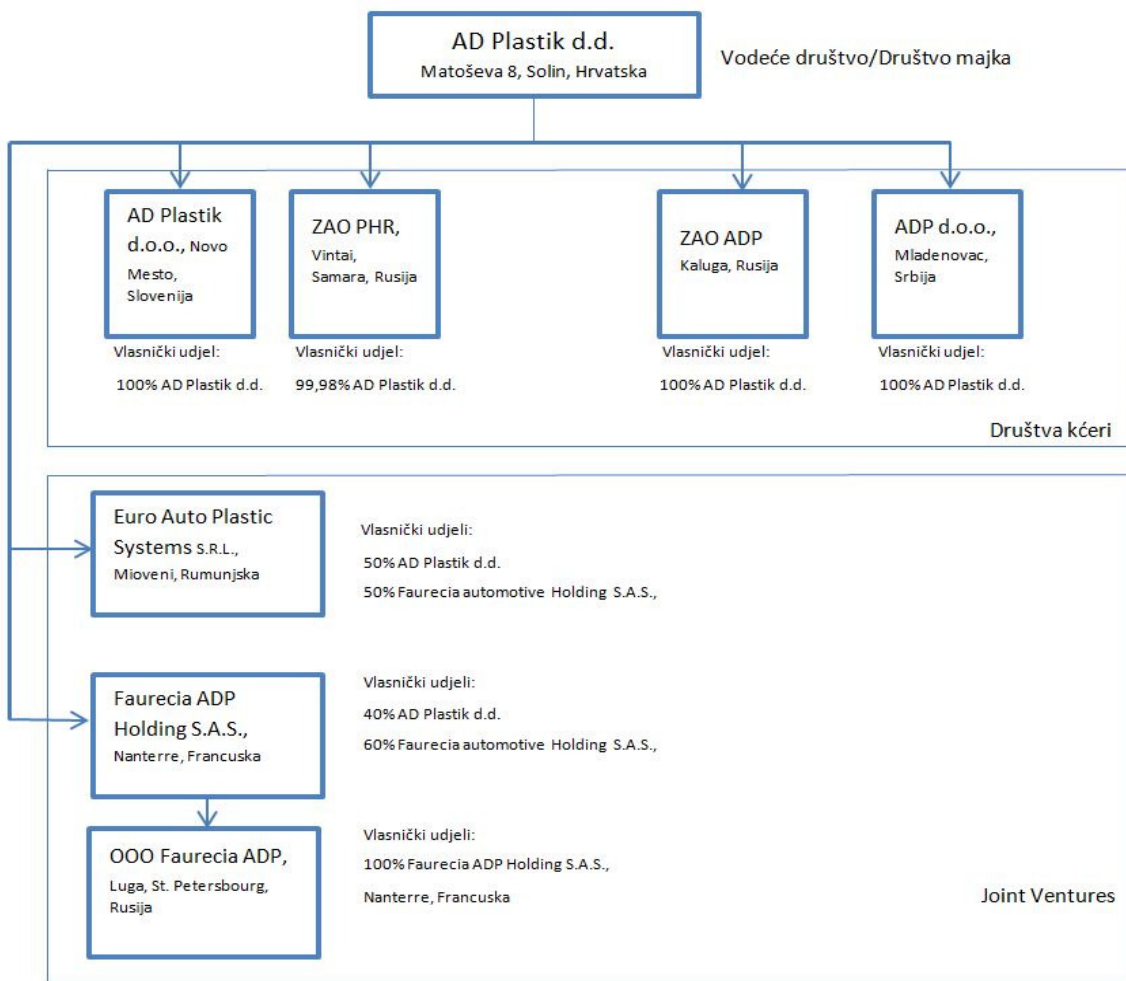 AD Plastik d.d.
Matoševa 8, Solin, Hrvatska
Vodeće društvo/Društvo majka
AD Plastik
d.o.o., Novo
Mesto,
Slovenija
Vlasnički udjel:
100% AD Plastik d.d.
ZAO PHR,
Vintai,
Samara, Rusija
Vlasnički udjel:
99,98% AD Plastik d.d.
ZAO ADP
Kaluga, Rusija
Vlasnički udjel:
100% AD Plastik d.d.
ADP d.o.o.,
Mladenovac,
Srbija
Vlasnički udjel:
100% AD Plastik d.d.
Društva kćeri
Euro Auto Plastic
Systems S.R.L.,
Mioveni, Rumunjska
Vlasnički udjeli:
50% AD Plastik d.d.
50% Faurecia automotive Holding S.A.S.,
Faurecia ADP
Holding S.A.S.,
Nanterre, Francuska
Vlasnički udjeli:
40% AD Plastik d.d.
60% Faurecia automotive Holding S.A.S.,
OOO Faurecia ADP,
Luga, St. Petersbourg,
Rusija
Vlasnički udjeli:
100% Faurecia ADP Holding S.A.S.,
Nanterre, Francuska
Joint Ventures